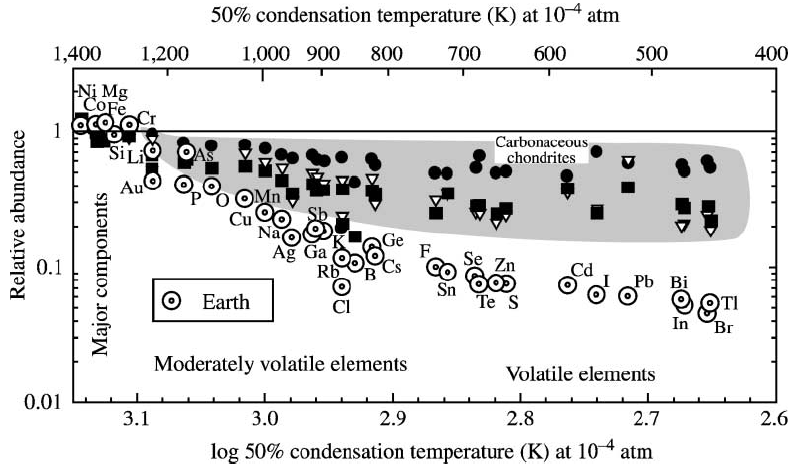 50% condensation temperature (K) at 10⁻⁴ atm
1,400 1,200 1,000 900 800 700 600 500 400
Relative abundance
1
0.1
0.01
Ni Mg
Co Fe
Cr
Si Li
As
Au
P
O
Mn
Cu
Na
Ag
Sb
Ga
K
Rb
Cl
B
Ge
Cs
F
Sn
Se
Te
Zn
S
Cd
I
Pb
Bi
In
Tl
Br
Carbonaceous
chondrites
Major components
Earth
Moderately volatile elements
Volatile elements
3.1 3.0 2.9 2.8 2.7 2.6
log 50% condensation temperature (K) at 10⁻⁴ atm